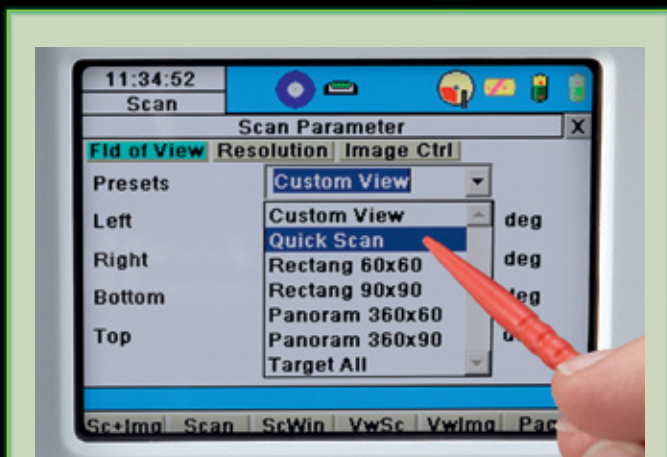 11:34:52
Scan
Scan Parameter X
Fld of View Resolution Image Ctrl
Presets Custom View
Left Custom View deg
Quick Scan
Right Rectang 60x60 deg
Bottom Rectang 90x90 deg
Panoram 360x60
Top Panoram 360x90
Target All
Sc+Img Scan ScWin VwSc VwImg